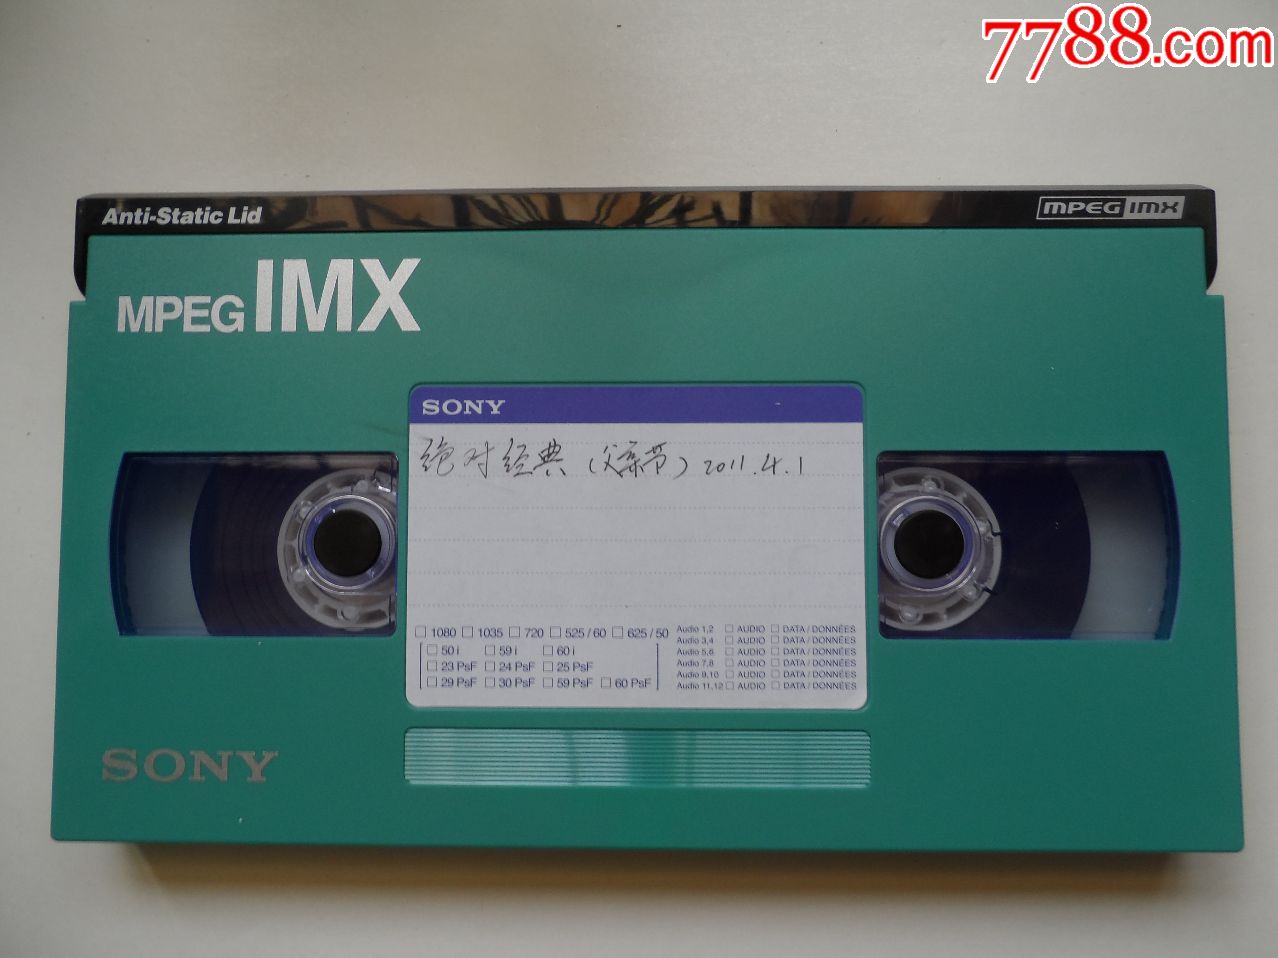 7788.com
Anti-Static Lid
MPEG IMX
MPEG IMX
SONY
绝对经典（父亲节）2011.4.1
□ 1080 □ 1035 □ 720 □ 525 / 60 □ 625 / 50
□ 50 i □ 59 i □ 60 i
□ 23 PsF □ 24 PsF □ 25 PsF
□ 29 PsF □ 30 PsF □ 59 PsF □ 60 PsF
Audio 1,2 □ AUDIO □ DATA / DONNÉES
Audio 3,4 □ AUDIO □ DATA / DONNÉES
Audio 5,6 □ AUDIO □ DATA / DONNÉES
Audio 7,8 □ AUDIO □ DATA / DONNÉES
Audio 9,10 □ AUDIO □ DATA / DONNÉES
Audio 11,12 □ AUDIO □ DATA / DONNÉES
SONY